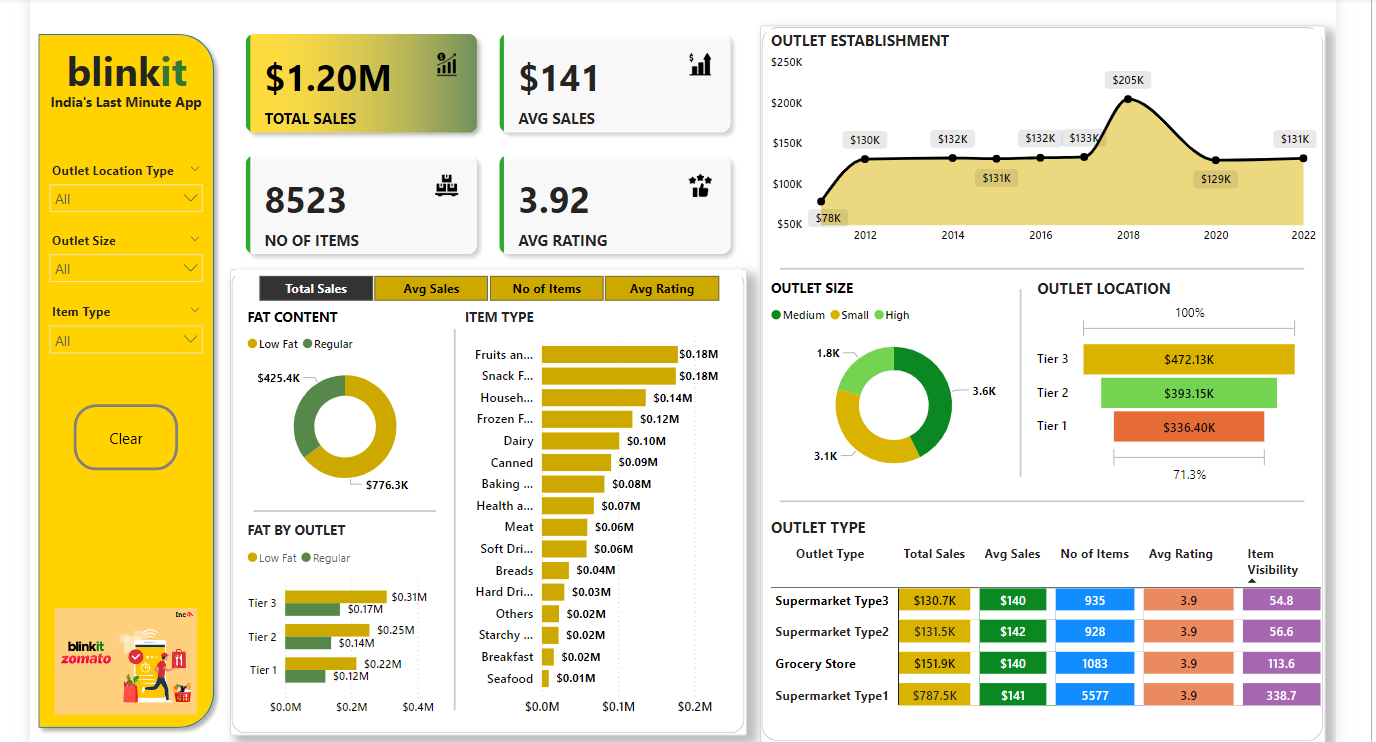 blinkit
India's Last Minute App
Outlet Location Type
All
Outlet Size
All
Item Type
All
Clear
blinkit
zomato
$1.20M
TOTAL SALES
$141
AVG SALES
8523
NO OF ITEMS
3.92
AVG RATING
Total Sales Avg Sales No of Items Avg Rating
FAT CONTENT
Low Fat Regular
$425.4K
$776.3K
FAT BY OUTLET
Low Fat Regular
Tier 3 $0.31M
$0.17M
Tier 2 $0.25M
$0.14M
Tier 1 $0.22M
$0.12M
$0.0M $0.2M $0.4M
ITEM TYPE
Fruits an... $0.18M
Snack F... $0.18M
Househ... $0.14M
Frozen F... $0.12M
Dairy $0.10M
Canned $0.09M
Baking ... $0.08M
Health a... $0.07M
Meat $0.06M
Soft Dri... $0.06M
Breads $0.04M
Hard Dri... $0.03M
Others $0.02M
Starchy ... $0.02M
Breakfast $0.02M
Seafood $0.01M
$0.0M $0.1M $0.2M
OUTLET ESTABLISHMENT
$250K
$200K
$150K
$100K
$50K
$78K $130K $132K $131K $132K $133K $205K $129K $131K
2012 2014 2016 2018 2020 2022
OUTLET SIZE
Medium Small High
1.8K
3.6K
3.1K
OUTLET LOCATION
100%
Tier 3 $472.13K
Tier 2 $393.15K
Tier 1 $336.40K
71.3%
OUTLET TYPE
Outlet Type Total Sales Avg Sales No of Items Avg Rating Item Visibility
Supermarket Type3 $130.7K $140 935 3.9 54.8
Supermarket Type2 $131.5K $142 928 3.9 56.6
Grocery Store $151.9K $140 1083 3.9 113.6
Supermarket Type1 $787.5K $141 5577 3.9 338.7